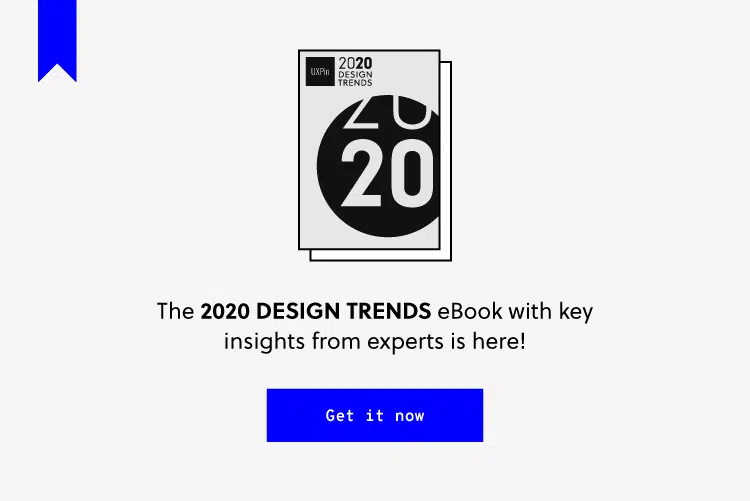 UXPin
2020
DESIGN
TRENDS
20
20
The 2020 DESIGN TRENDS eBook with key
insights from experts is here!
Get it now